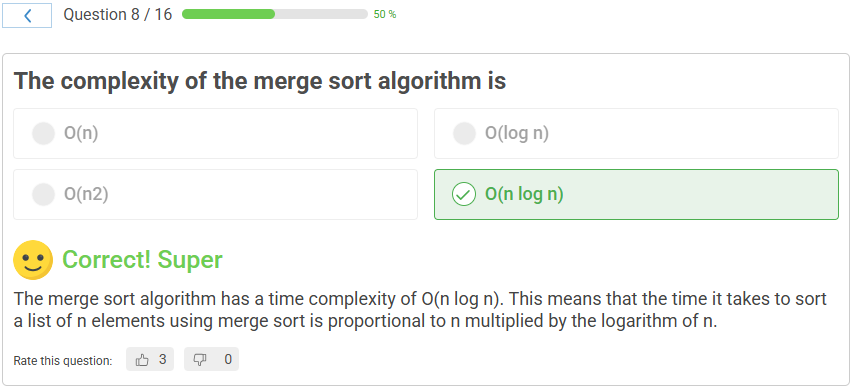 Question 8 / 16 50 %
The complexity of the merge sort algorithm is
O(n) O(log n)
O(n2) O(n log n)
Correct! Super
The merge sort algorithm has a time complexity of O(n log n). This means that the time it takes to sort
a list of n elements using merge sort is proportional to n multiplied by the logarithm of n.
Rate this question: 3 0